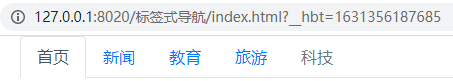 127.0.0.1:8020/标签式导航/index.html?__hbt=1631356187685
首页 新闻 教育 旅游 科技